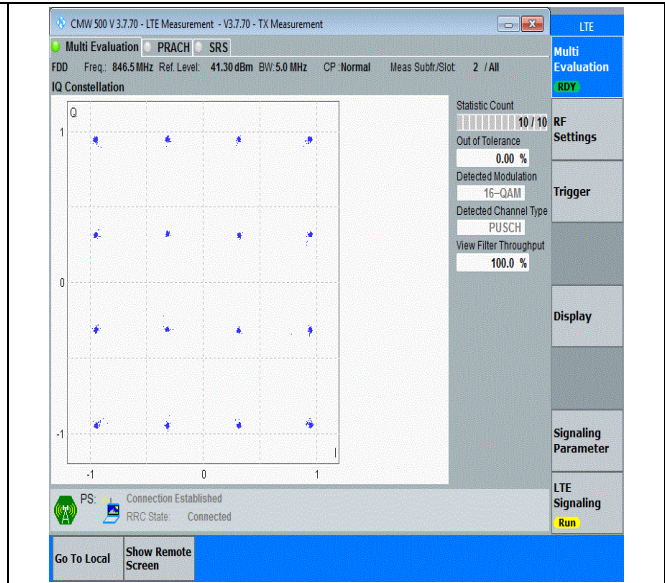 CMW 500 V 3.7.70 - LTE Measurement - V3.7.70 - TX Measurement
LTE
Multi Evaluation PRACH SRS
Multi
Evaluation
RDY
FDD Freq.: 846.5 MHz Ref. Level: 41.30 dBm BW: 5.0 MHz CP :Normal Meas Subfr./Slot: 2 / All
IQ Constellation
Statistic Count
10 / 10
Out of Tolerance
0.00 %
Detected Modulation
16-QAM
Detected Channel Type
PUSCH
View Filter Throughput
100.0 %
Q
1
0
-1
I
-1 0 1
RF
Settings
Trigger
Display
Signaling
Parameter
LTE
Signaling
Run
PS: Connection Established
RRC State: Connected
Go To Local
Show Remote
Screen